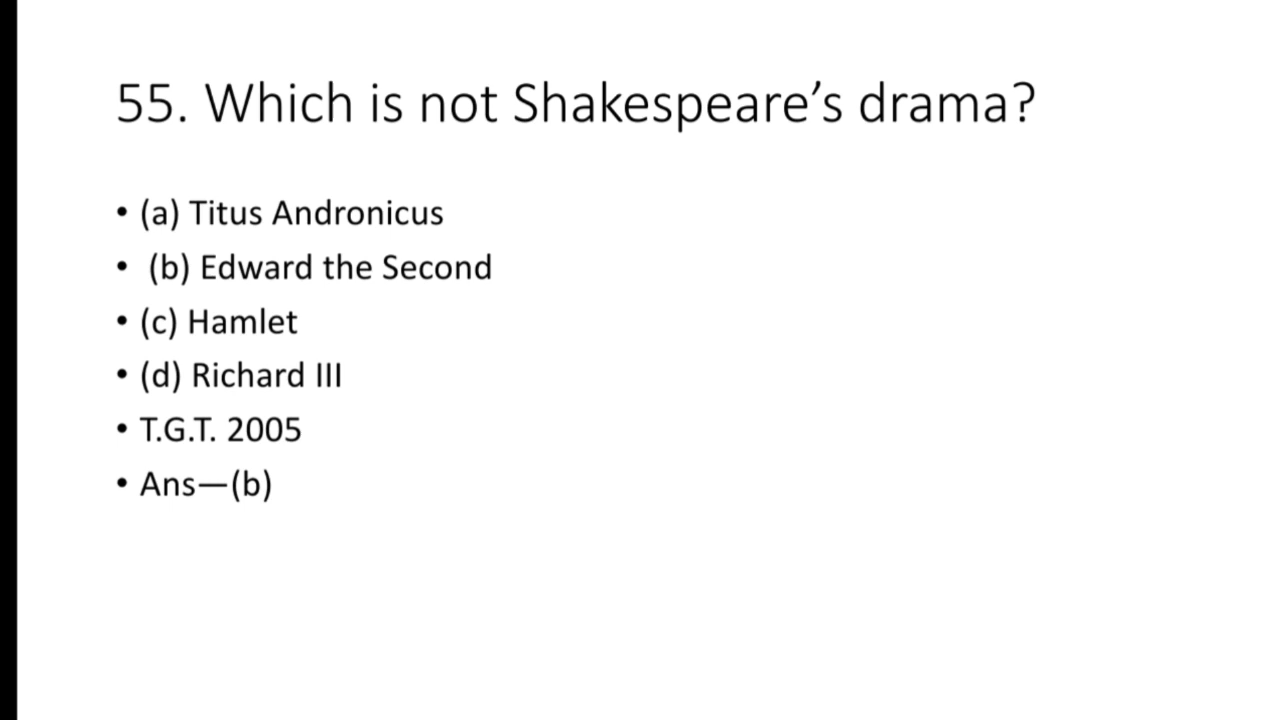 55. Which is not Shakespeare’s drama?
• (a) Titus Andronicus
• (b) Edward the Second
• (c) Hamlet
• (d) Richard III
• T.G.T. 2005
• Ans—(b)